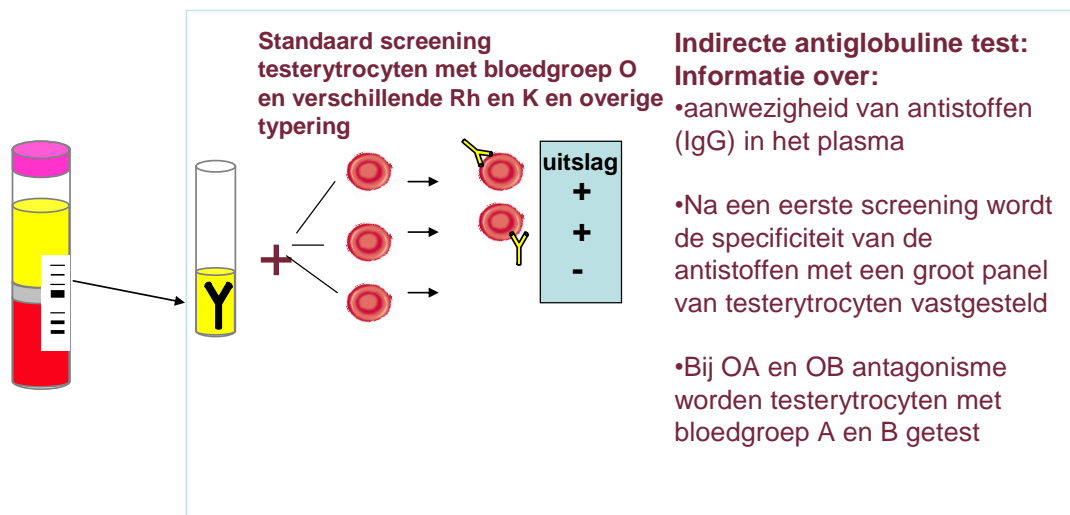 Standaard screening
testerytrocyten met bloedgroep O
en verschillende Rh en K en overige
typering
uitslag
+
+
-
Y
+
Indirecte antiglobuline test:
Informatie over:
•aanwezigheid van antistoffen
(IgG) in het plasma
•Na een eerste screening wordt
de specificiteit van de
antistoffen met een groot panel
van testerytrocyten vastgesteld
•Bij OA en OB antagonisme
worden testerytrocyten met
bloedgroep A en B getest